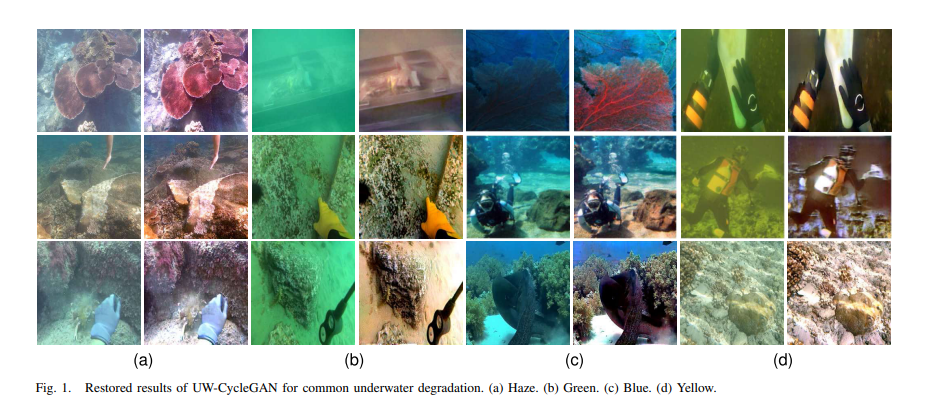 (a) (b) (c) (d)
Fig. 1. Restored results of UW-CycleGAN for common underwater degradation. (a) Haze. (b) Green. (c) Blue. (d) Yellow.